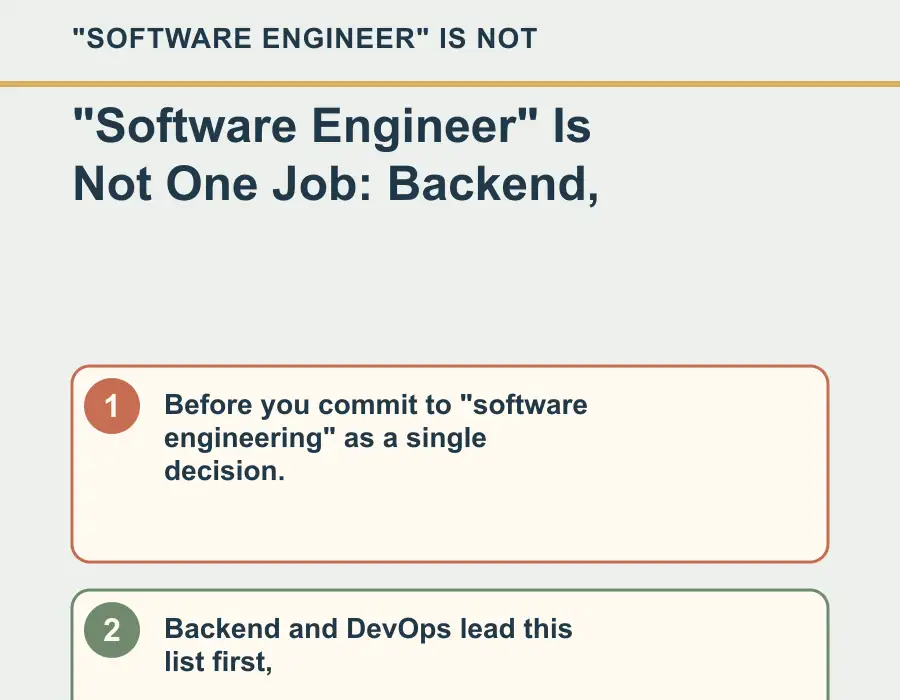 "SOFTWARE ENGINEER" IS NOT
"Software Engineer" Is
Not One Job: Backend,
1
Before you commit to "software
engineering" as a single
decision.
2
Backend and DevOps lead this
list first,